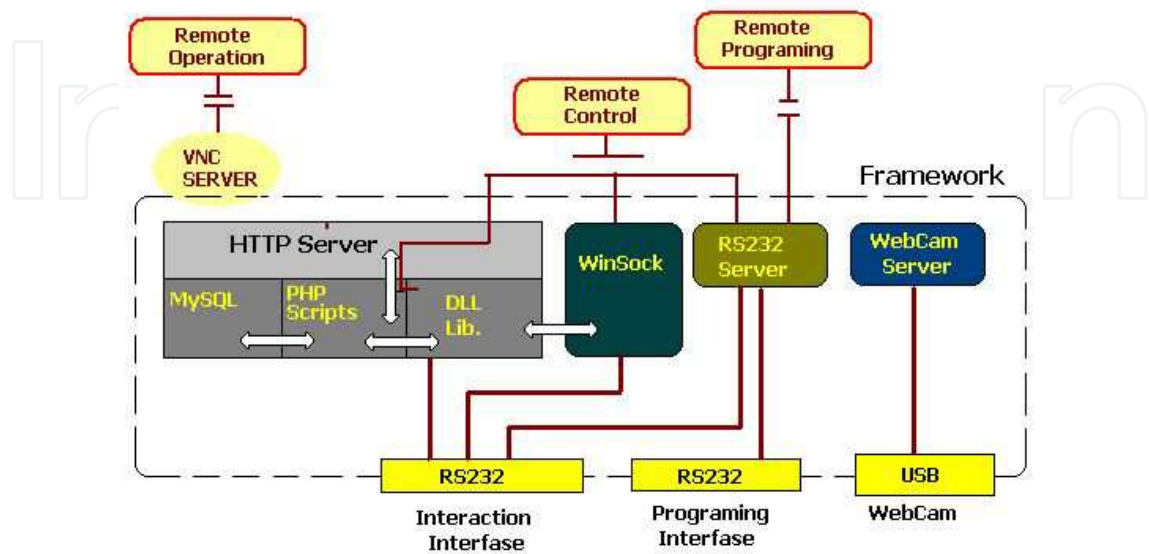 Remote
Operation
Remote
Programing
Remote
Control
VNC
SERVER
Framework
HTTP Server
WinSock
RS232
Server
WebCam
Server
MySQL
PHP
Scripts
DLL
Lib.
RS232
RS232
USB
Interaction
Interfase
Programing
Interfase
WebCam